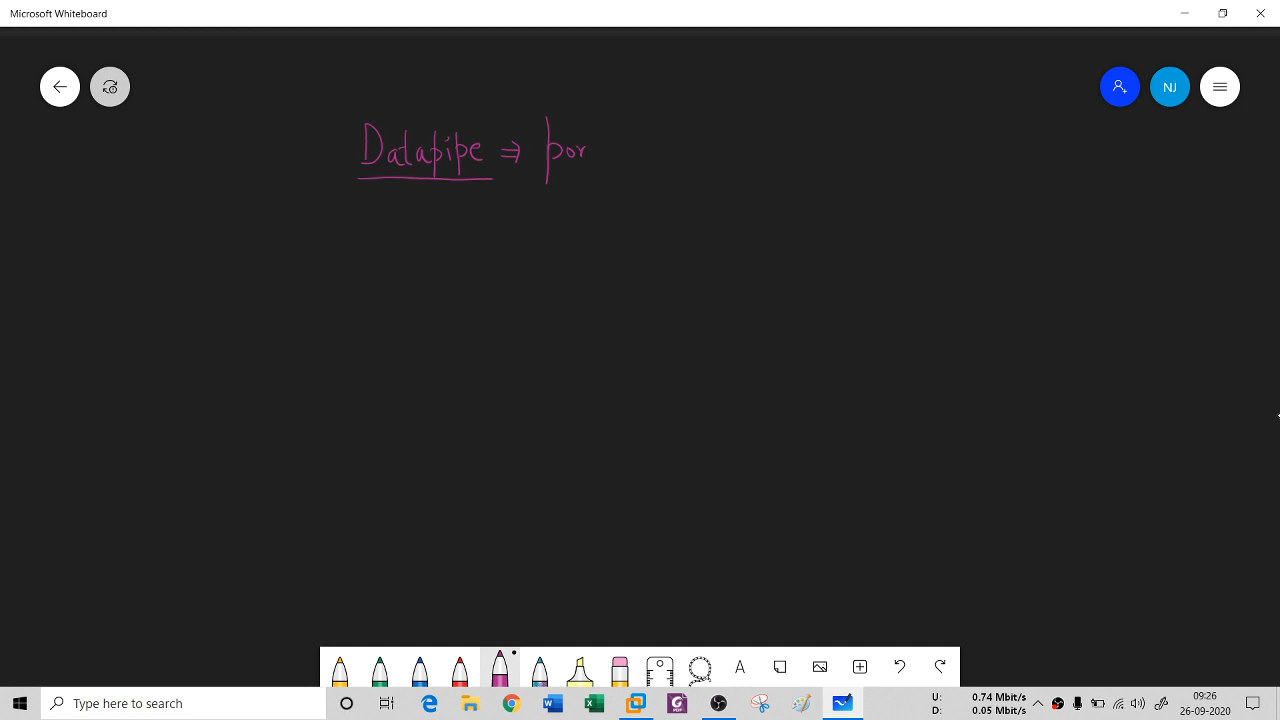 Microsoft Whiteboard
NJ
Datapipe ⇒ por
A
U: 0.74 Mbit/s
D: 0.05 Mbit/s
09:26
26-09-2020
Type here to search